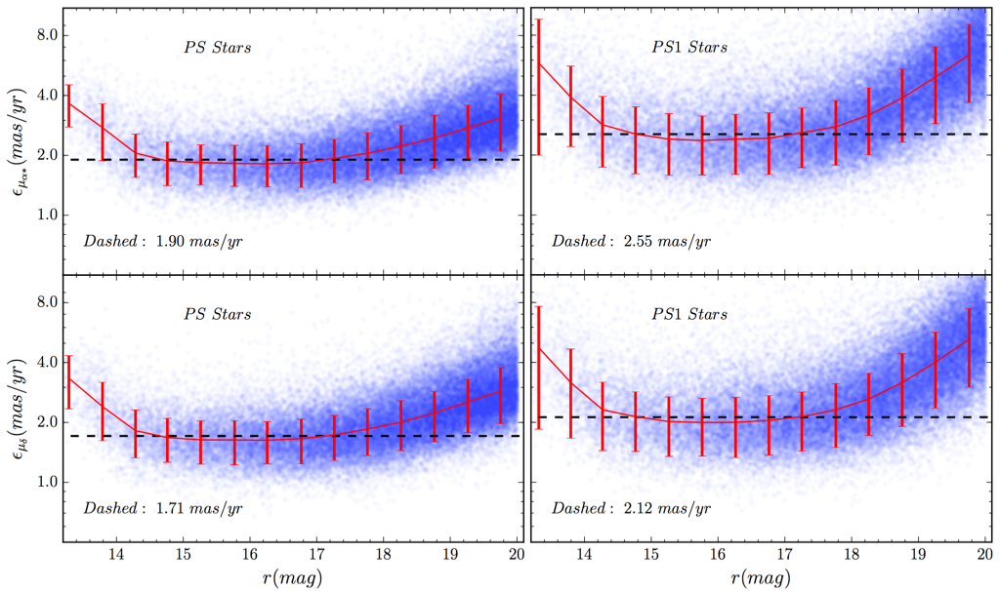 PS Stars
PS1 Stars
8.0
4.0
2.0
1.0
ϵμα* (mas/yr)
Dashed : 1.90 mas/yr
Dashed : 2.55 mas/yr
PS Stars
PS1 Stars
8.0
4.0
2.0
1.0
ϵμδ (mas/yr)
Dashed : 1.71 mas/yr
Dashed : 2.12 mas/yr
14 15 16 17 18 19 20
14 15 16 17 18 19 20
r(mag)
r(mag)